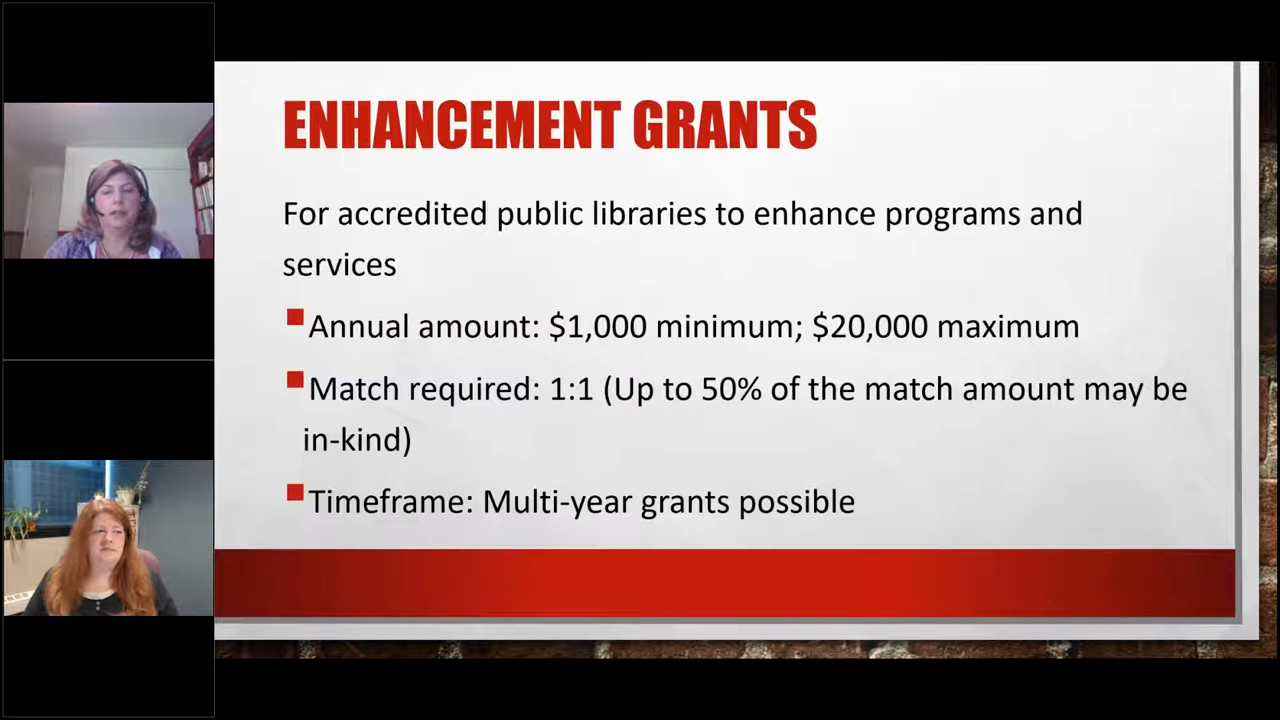 ENHANCEMENT GRANTS
For accredited public libraries to enhance programs and
services
Annual amount: $1,000 minimum; $20,000 maximum
Match required: 1:1 (Up to 50% of the match amount may be
in-kind)
Timeframe: Multi-year grants possible